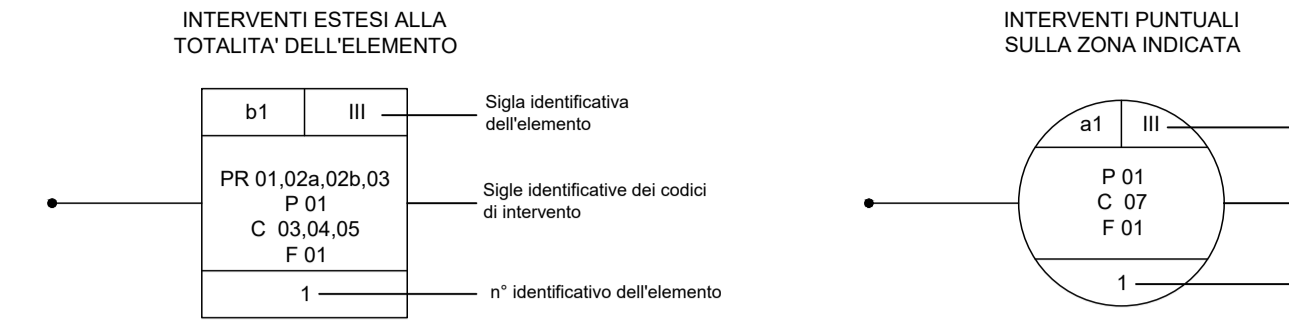 INTERVENTI ESTESI ALLA
TOTALITA' DELL'ELEMENTO
b1
III
Sigla identificativa
dell'elemento
PR 01,02a,02b,03
P 01
C 03,04,05
F 01
Sigle identificative dei codici
di intervento
1
n° identificativo dell'elemento
INTERVENTI PUNTUALI
SULLA ZONA INDICATA
a1
III
P 01
C 07
F 01
1